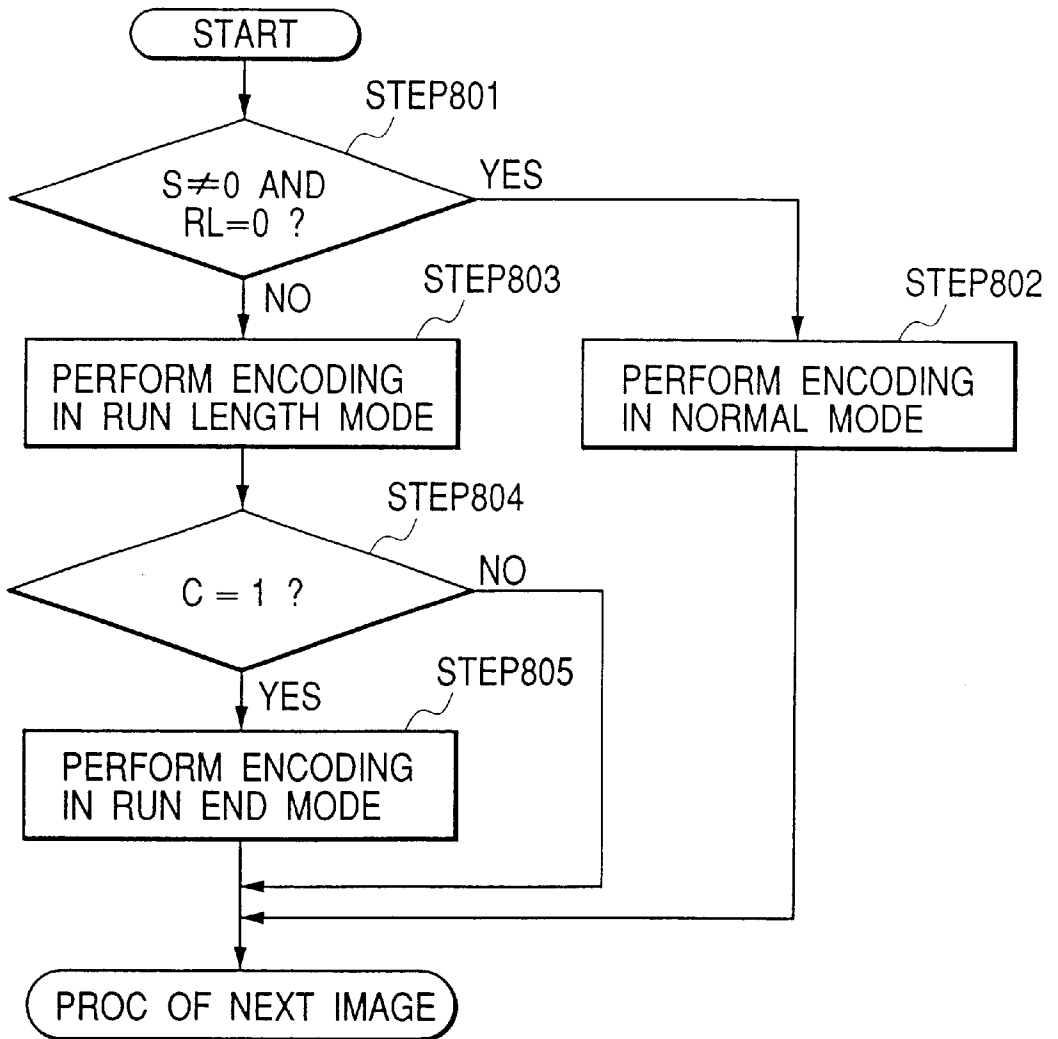 START
STEP801
S≠0 AND
RL=0 ?
YES
NO
STEP803
STEP802
PERFORM ENCODING
IN RUN LENGTH MODE
PERFORM ENCODING
IN NORMAL MODE
STEP804
C = 1 ?
NO
YES
STEP805
PERFORM ENCODING
IN RUN END MODE
PROC OF NEXT IMAGE